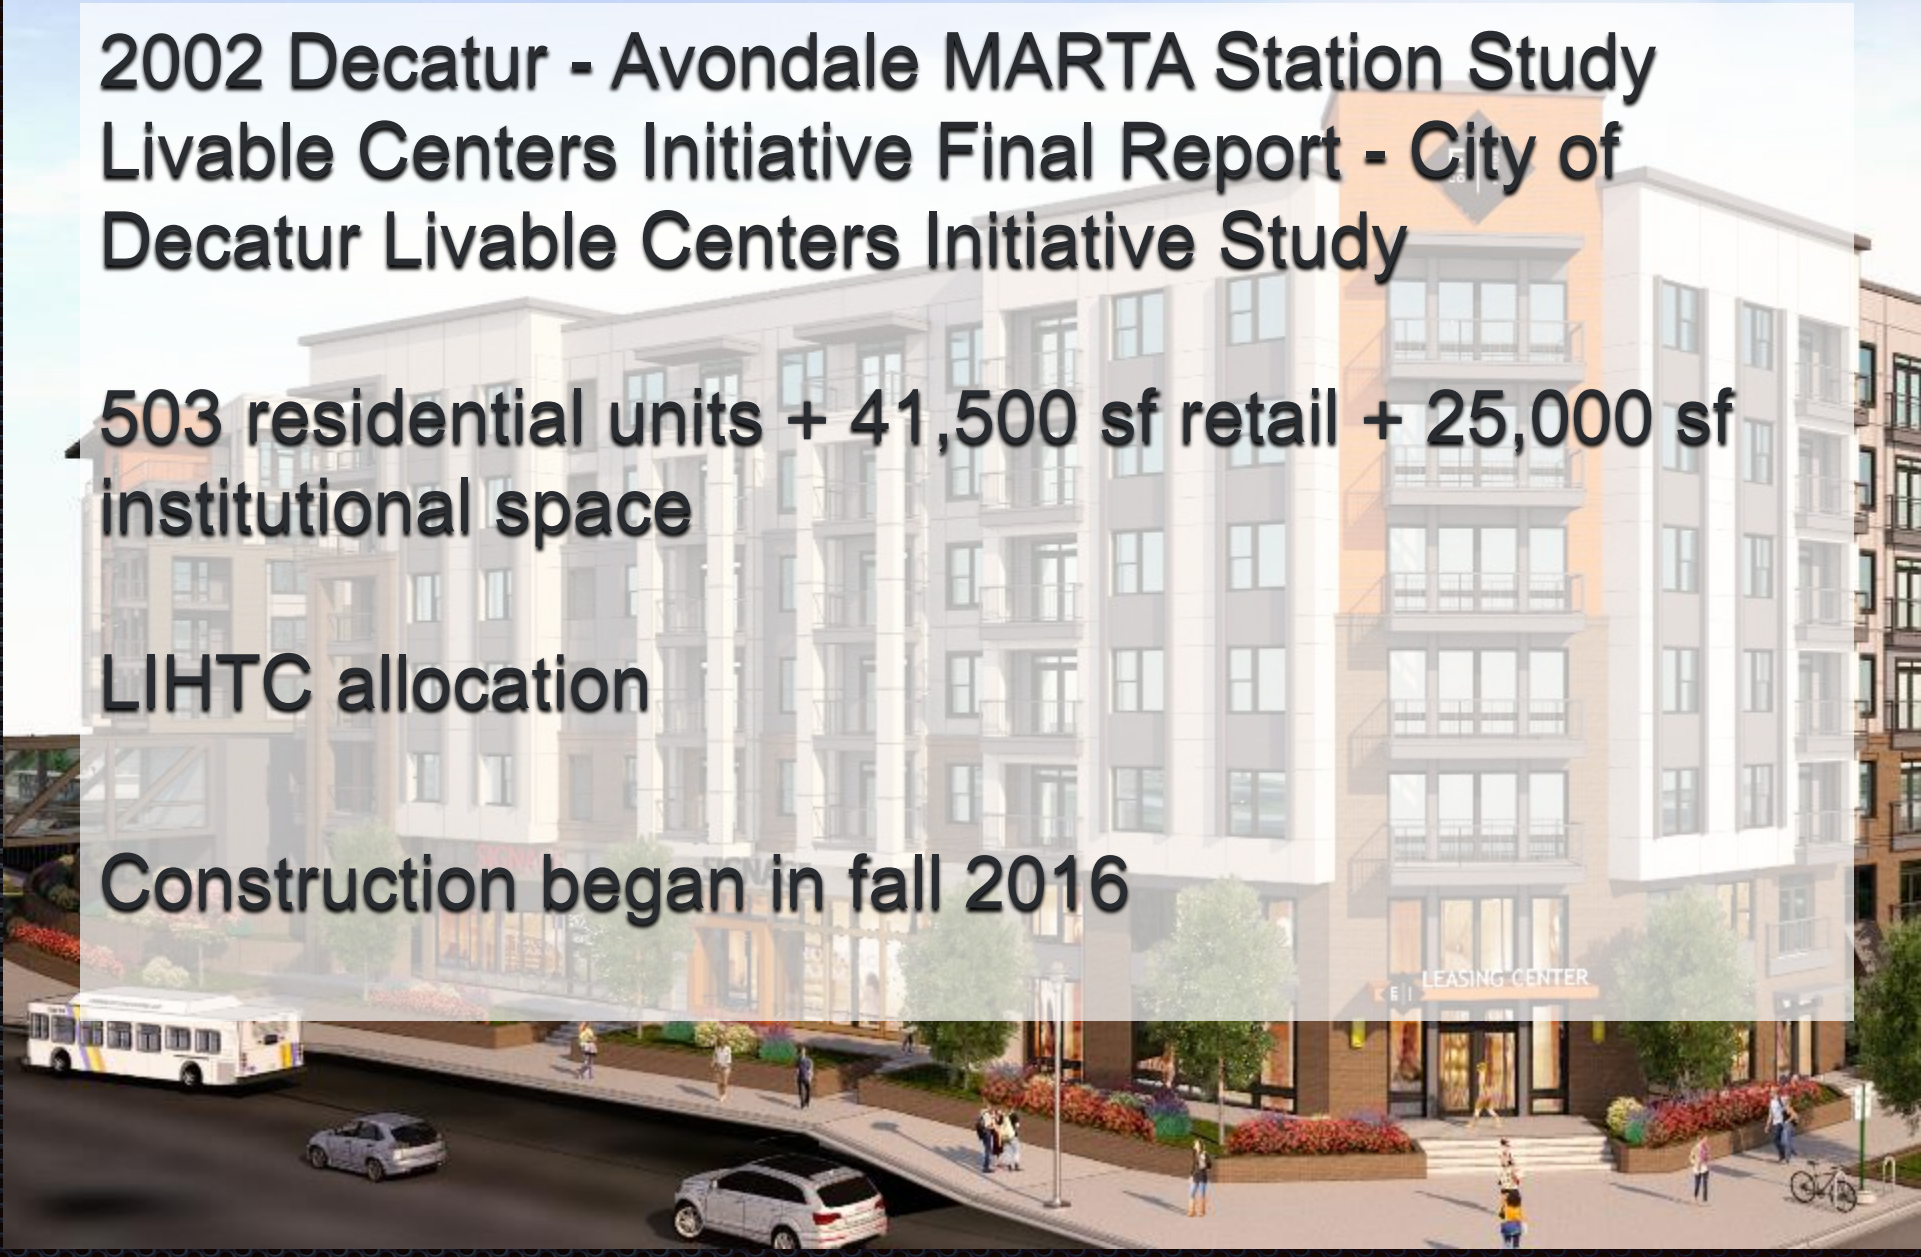 2002 Decatur - Avondale MARTA Station Study
Livable Centers Initiative Final Report - City of
Decatur Livable Centers Initiative Study
503 residential units + 41,500 sf retail + 25,000 sf
institutional space
LIHTC allocation
Construction began in fall 2016
SIGNAGE
SIGNAGE
LEASING CENTER